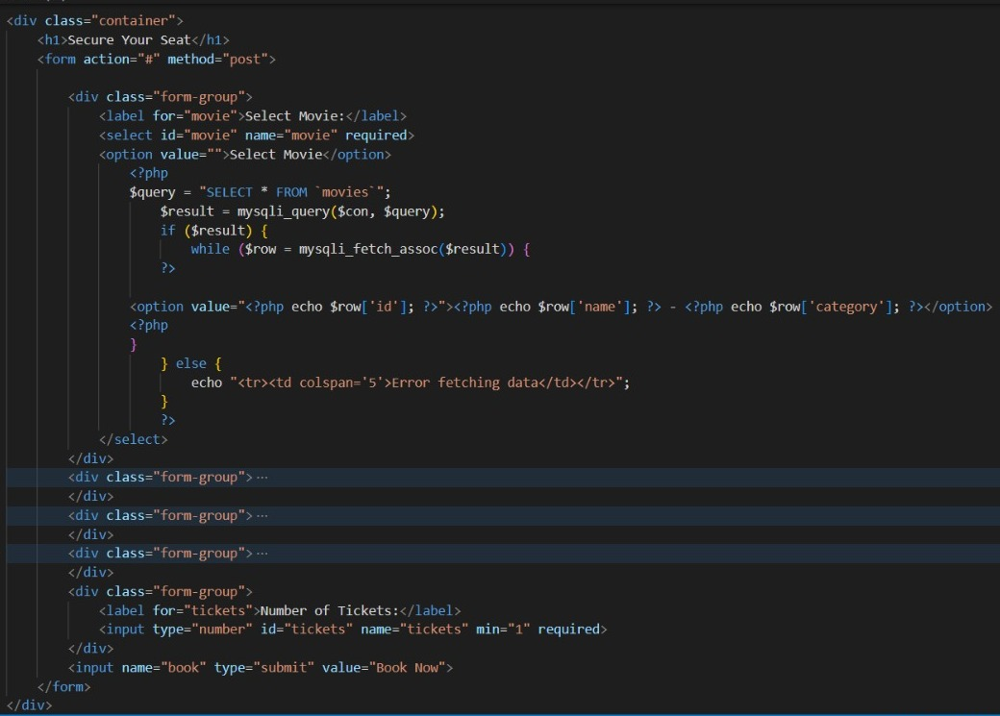 <div class="container">
<h1>Secure Your Seat</h1>
<form action="#" method="post">
<div class="form-group">
<label for="movie">Select Movie:</label>
<select id="movie" name="movie" required>
<option value="">Select Movie</option>
<?php
$query = "SELECT * FROM `movies`";
$result = mysqli_query($con, $query);
if ($result) {
while ($row = mysqli_fetch_assoc($result)) {
?>
<option value="<?php echo $row['id']; ?>"><?php echo $row['name']; ?> - <?php echo $row['category']; ?></option>
<?php
}
} else {
echo "<tr><td colspan='5'>Error fetching data</td></tr>";
}
?>
</select>
</div>
<div class="form-group"> ···
</div>
<div class="form-group"> ···
</div>
<div class="form-group"> ···
</div>
<div class="form-group">
<label for="tickets">Number of Tickets:</label>
<input type="number" id="tickets" name="tickets" min="1" required>
</div>
<input name="book" type="submit" value="Book Now">
</form>
</div>